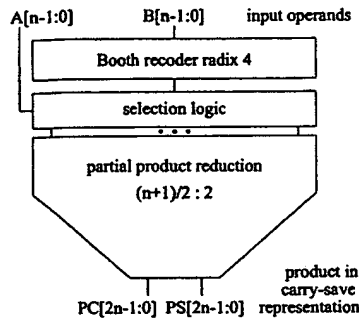 A[n-1:0] B[n-1:0] input operands
Booth recoder radix 4
selection logic
partial product reduction
(n+1)/2 : 2
product in
carry-save
PC[2n-1:0] PS[2n-1:0] representation